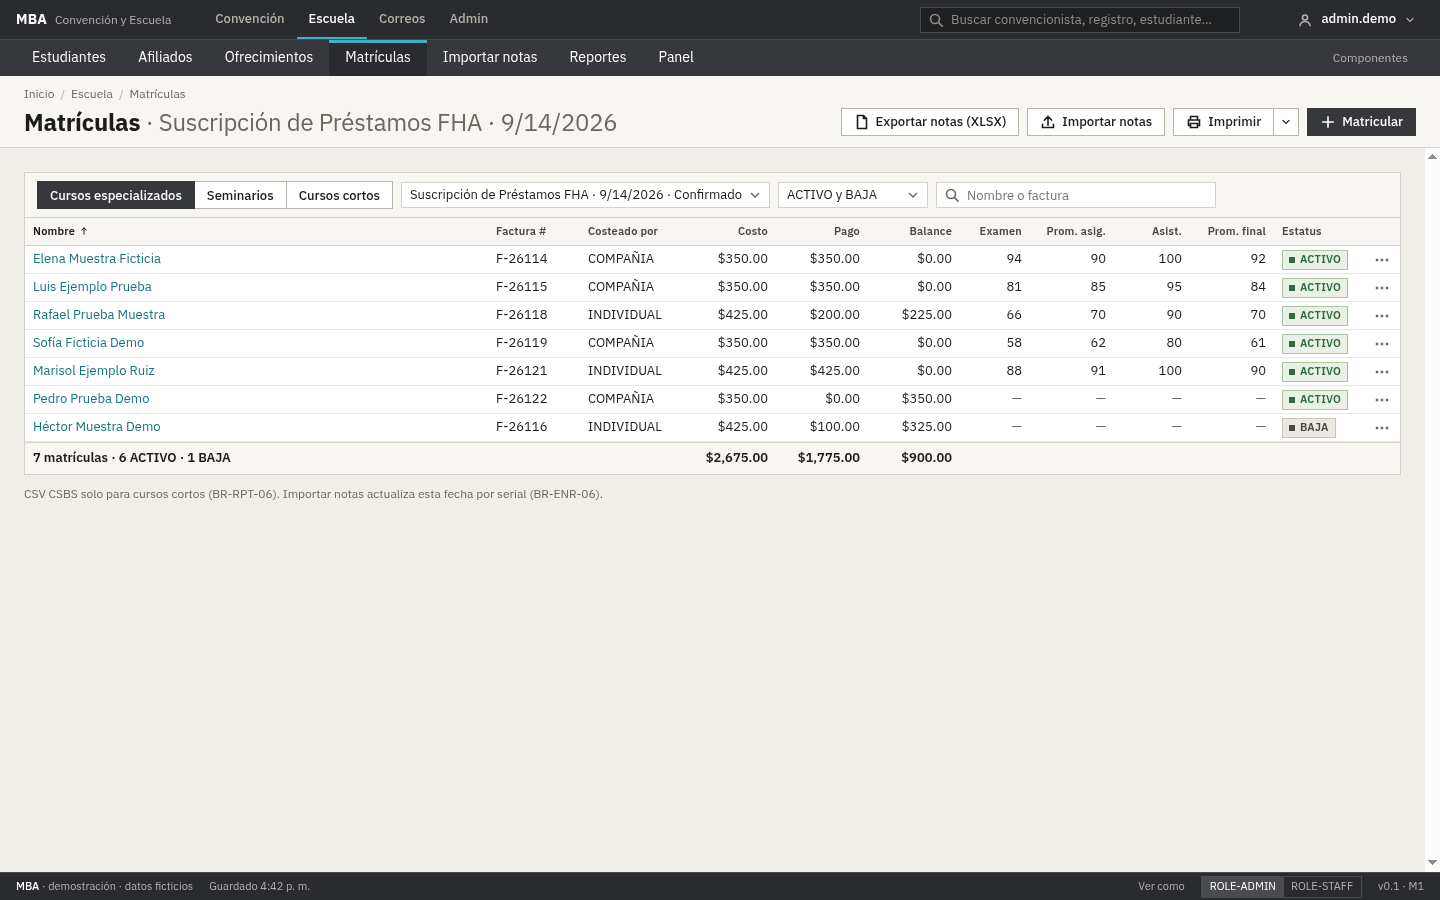 MBA Convención y Escuela Convención Escuela Correos Admin Buscar convencionista, registro, estudiante... admin.demo
Estudiantes Afiliados Ofrecimientos Matrículas Importar notas Reportes Panel Componentes
Inicio / Escuela / Matrículas
Matrículas · Suscripción de Préstamos FHA · 9/14/2026 Exportar notas (XLSX) Importar notas Imprimir + Matricular
Cursos especializados Seminarios Cursos cortos Suscripción de Préstamos FHA · 9/14/2026 · Confirmado ACTIVO y BAJA Nombre o factura
Nombre ↑ Factura # Costeado por Costo Pago Balance Examen Prom. asig. Asist. Prom. final Estatus
Elena Muestra Ficticia F-26114 COMPAÑIA $350.00 $350.00 $0.00 94 90 100 92 ACTIVO ...
Luis Ejemplo Prueba F-26115 COMPAÑIA $350.00 $350.00 $0.00 81 85 95 84 ACTIVO ...
Rafael Prueba Muestra F-26118 INDIVIDUAL $425.00 $200.00 $225.00 66 70 90 70 ACTIVO ...
Sofía Ficticia Demo F-26119 COMPAÑIA $350.00 $350.00 $0.00 58 62 80 61 ACTIVO ...
Marisol Ejemplo Ruiz F-26121 INDIVIDUAL $425.00 $425.00 $0.00 88 91 100 90 ACTIVO ...
Pedro Prueba Demo F-26122 COMPAÑIA $350.00 $0.00 $350.00 — — — — ACTIVO ...
Héctor Muestra Demo F-26116 INDIVIDUAL $425.00 $100.00 $325.00 — — — — BAJA ...
7 matrículas · 6 ACTIVO · 1 BAJA $2,675.00 $1,775.00 $900.00
CSV CSBS solo para cursos cortos (BR-RPT-06). Importar notas actualiza esta fecha por serial (BR-ENR-06).
MBA · demostración · datos ficticios Guardado 4:42 p. m. Ver como ROLE-ADMIN ROLE-STAFF v0.1 · M1